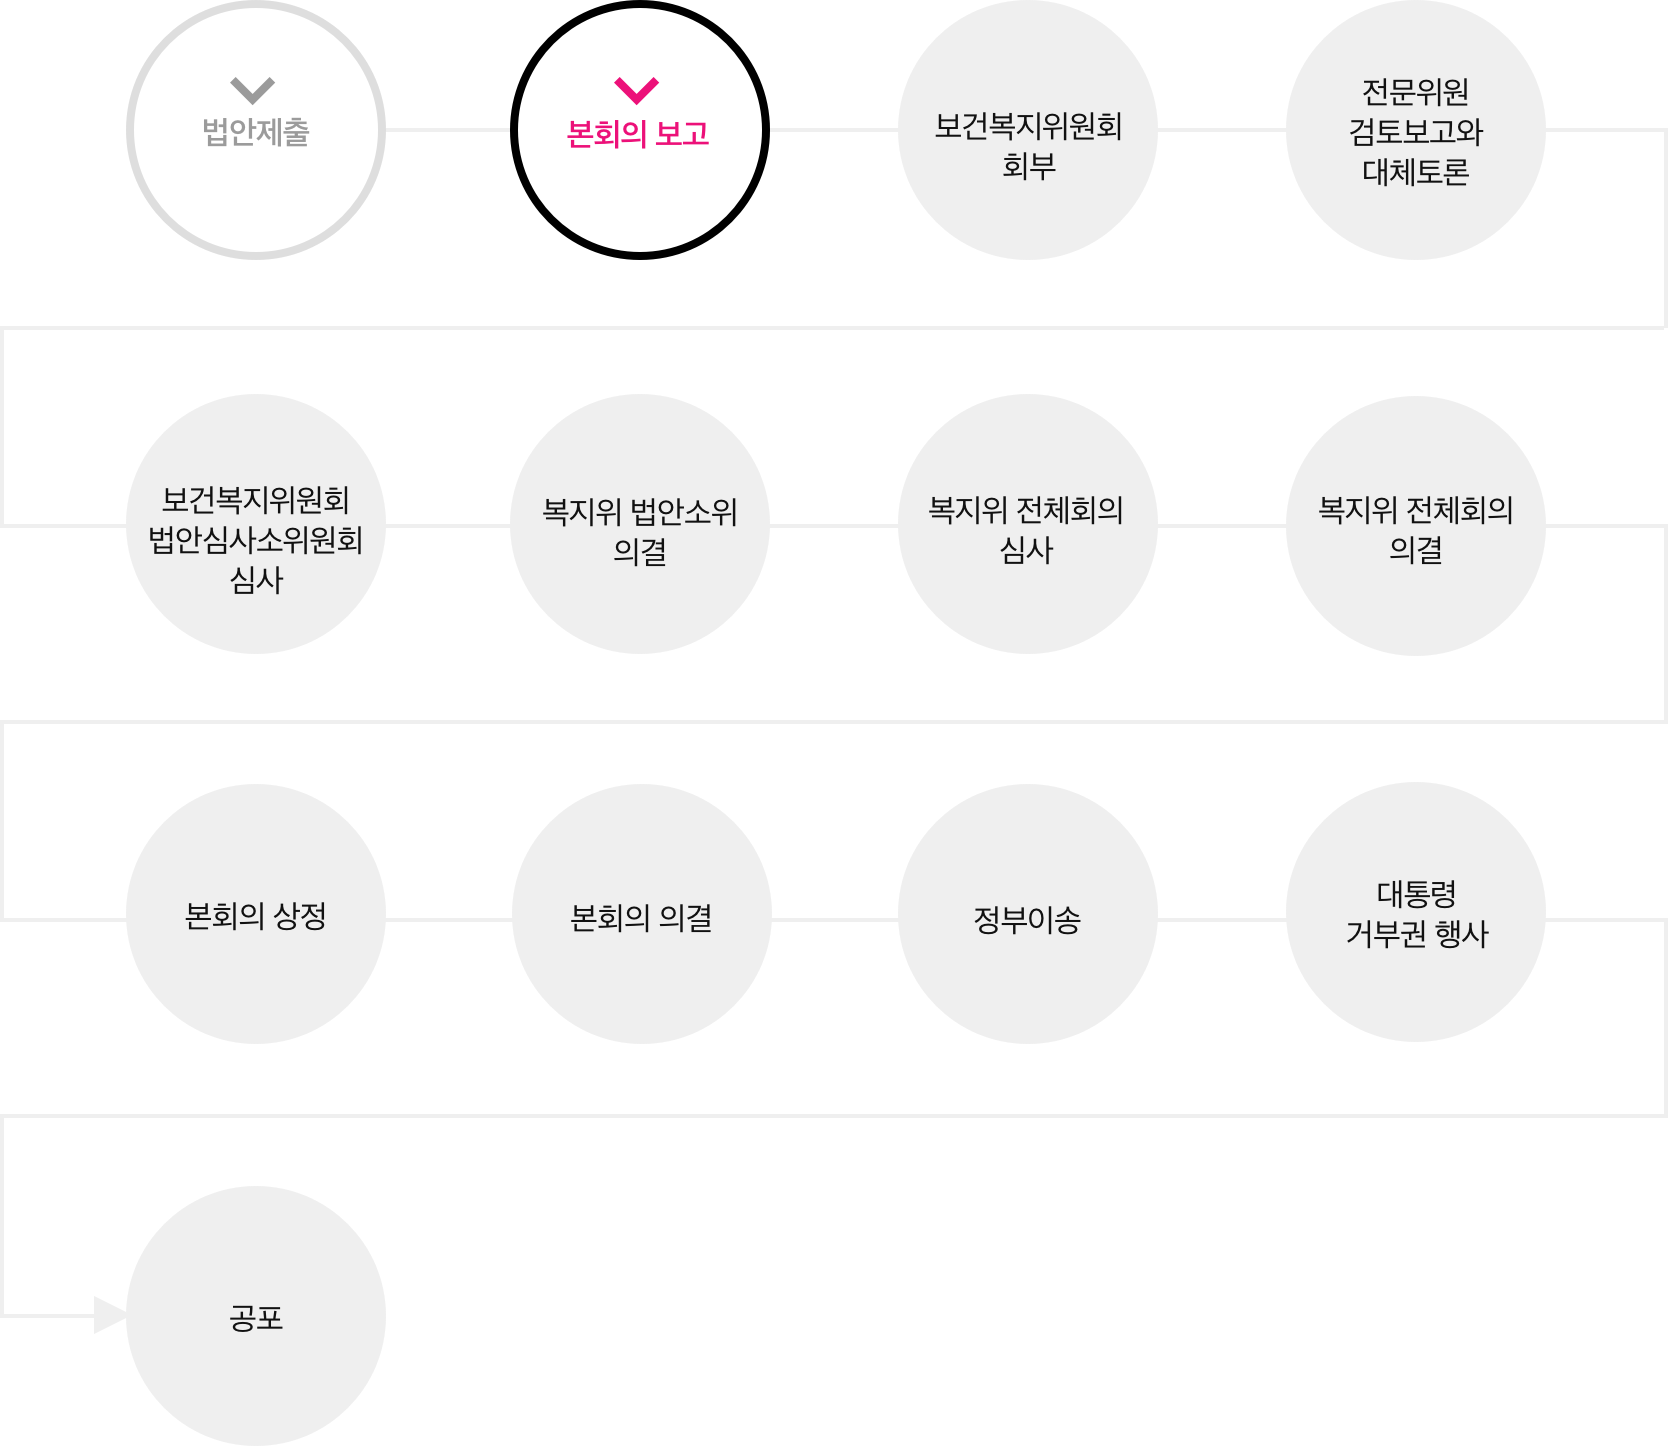 법안제출
본회의 보고
보건복지위원회
회부
전문위원
검토보고와
대체토론
보건복지위원회
법안심사소위원회
심사
복지위 법안소위
의결
복지위 전체회의
심사
복지위 전체회의
의결
본회의 상정
본회의 의결
정부이송
대통령
거부권 행사
공포